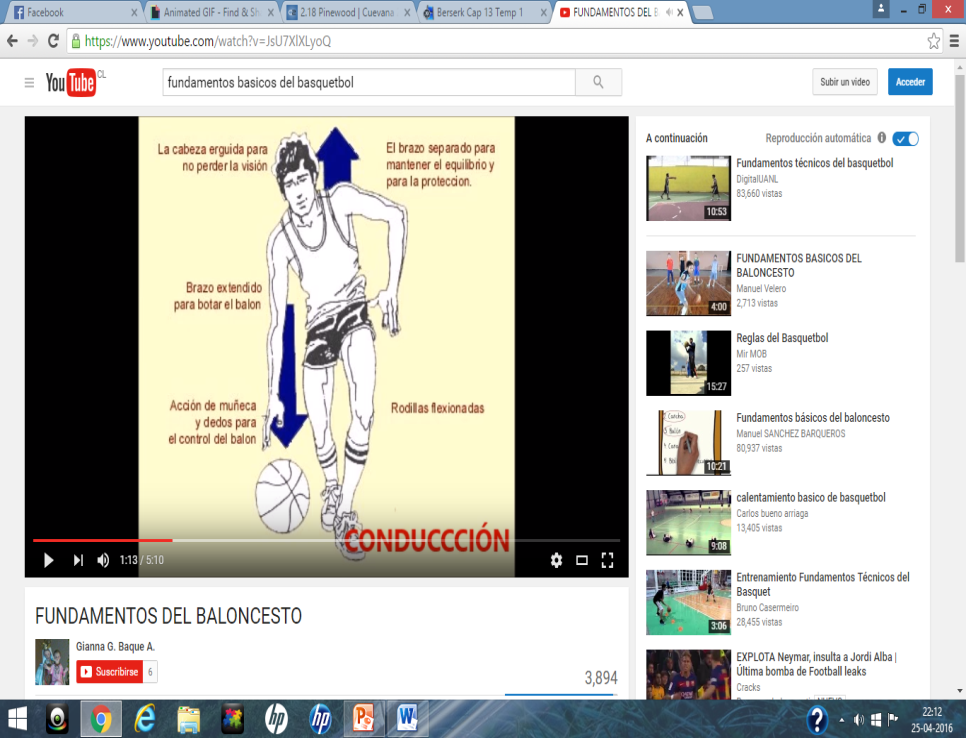 Facebook
Animated GIF - Find & Sh
2.18 Pinewood | Cuevana
Berserk Cap 13 Temp 1
FUNDAMENTOS DEL B
https://www.youtube.com/watch?v=JsU7XlXLyoQ
YouTube CL
fundamentos basicos del basquetbol
Subir un video
Acceder
La cabeza erguida para
no perder la visión
El brazo separado para
mantener el equilibrio y
para la proteccion.
Brazo extendido
para botar el balon
Acción de muñeca
y dedos para
el control del balon
Rodillas flexionadas
CONDUCCCIÓN
1:13 / 5:10
FUNDAMENTOS DEL BALONCESTO
Gianna G. Baque A.
Suscribirse 6
3,894
A continuación
Reproducción automática
Fundamentos técnicos del basquetbol
DigitalUANL
83,660 vistas
10:53
FUNDAMENTOS BASICOS DEL
BALONCESTO
Manuel Velero
2,713 vistas
4:00
Reglas del Basquetbol
Mir MOB
257 vistas
15:27
Fundamentos básicos del baloncesto
Manuel SANCHEZ BARQUEROS
80,937 vistas
10:21
calentamiento basico de basquetbol
Carlos bueno arriaga
13,405 vistas
9:08
Entrenamiento Fundamentos Técnicos del
Basquet
Bruno Casermeiro
28,455 vistas
3:06
EXPLOTA Neymar, insulta a Jordi Alba |
Última bomba de Football leaks
Cracks
22:12
25-04-2016